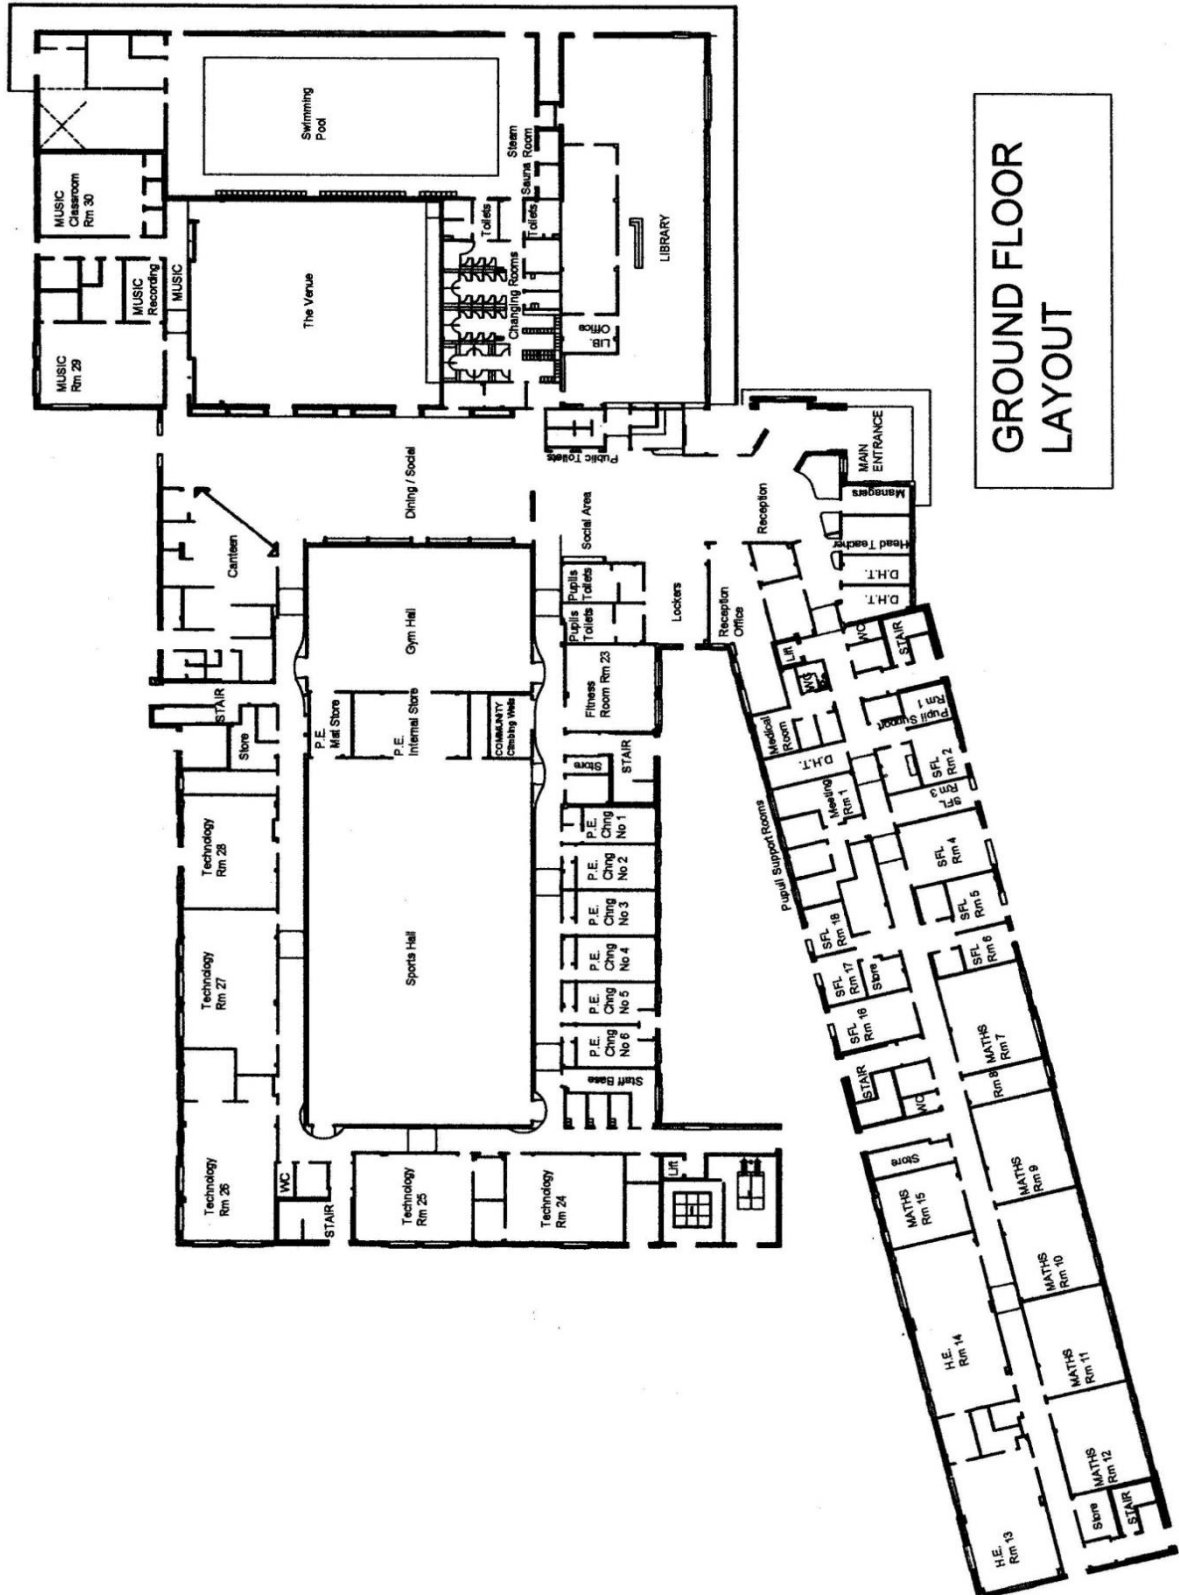 GROUND FLOOR
LAYOUT
Swimming
Pool
Steam
Sauna Room
Toilets
Toilets
Changing Rooms
MUSIC
Classroom
Rm 30
MUSIC
Recording
MUSIC
MUSIC
Rm 29
The Venue
LIBRARY
LIB.
Office
Public Toilets
Dining / Social
Canteen
Social Area
Reception
MAIN
ENTRANCE
Managers
Head Teacher
D.H.T.
D.H.T.
Pupils
Toilets
Pupils
Toilets
Lockers
Reception
Office
Gym Hall
Fitness
Room Rm 23
P.E.
Mat Store
P.E.
Internal Store
COMMUNITY
Climbing Walls
STAIR
Store
Store
STAIR
Technology
Rm 28
Technology
Rm 27
Technology
Rm 26
Sports Hall
P.E.
Chng
No 1
P.E.
Chng
No 2
P.E.
Chng
No 3
P.E.
Chng
No 4
P.E.
Chng
No 5
P.E.
Chng
No 6
Staff Base
WC
STAIR
Technology
Rm 25
Technology
Rm 24
Lift
Lift
WC
WC
STAIR
Medical
Room
D.H.T.
Pupil Support
Rm 1
Meeting
Rm 1
SFL
Rm 2
SFL
Rm 3
Pupuil Support Rooms
SFL
Rm 4
SFL
Rm 5
SFL
Rm 6
SFL
Rm 18
SFL
Rm 17
Store
SFL
Rm 16
STAIR
WC
MATHS
Rm 7
Rm 8
MATHS
Rm 9
Store
MATHS
Rm 15
MATHS
Rm 10
H.E.
Rm 14
MATHS
Rm 11
MATHS
Rm 12
H.E.
Rm 13
Store
STAIR